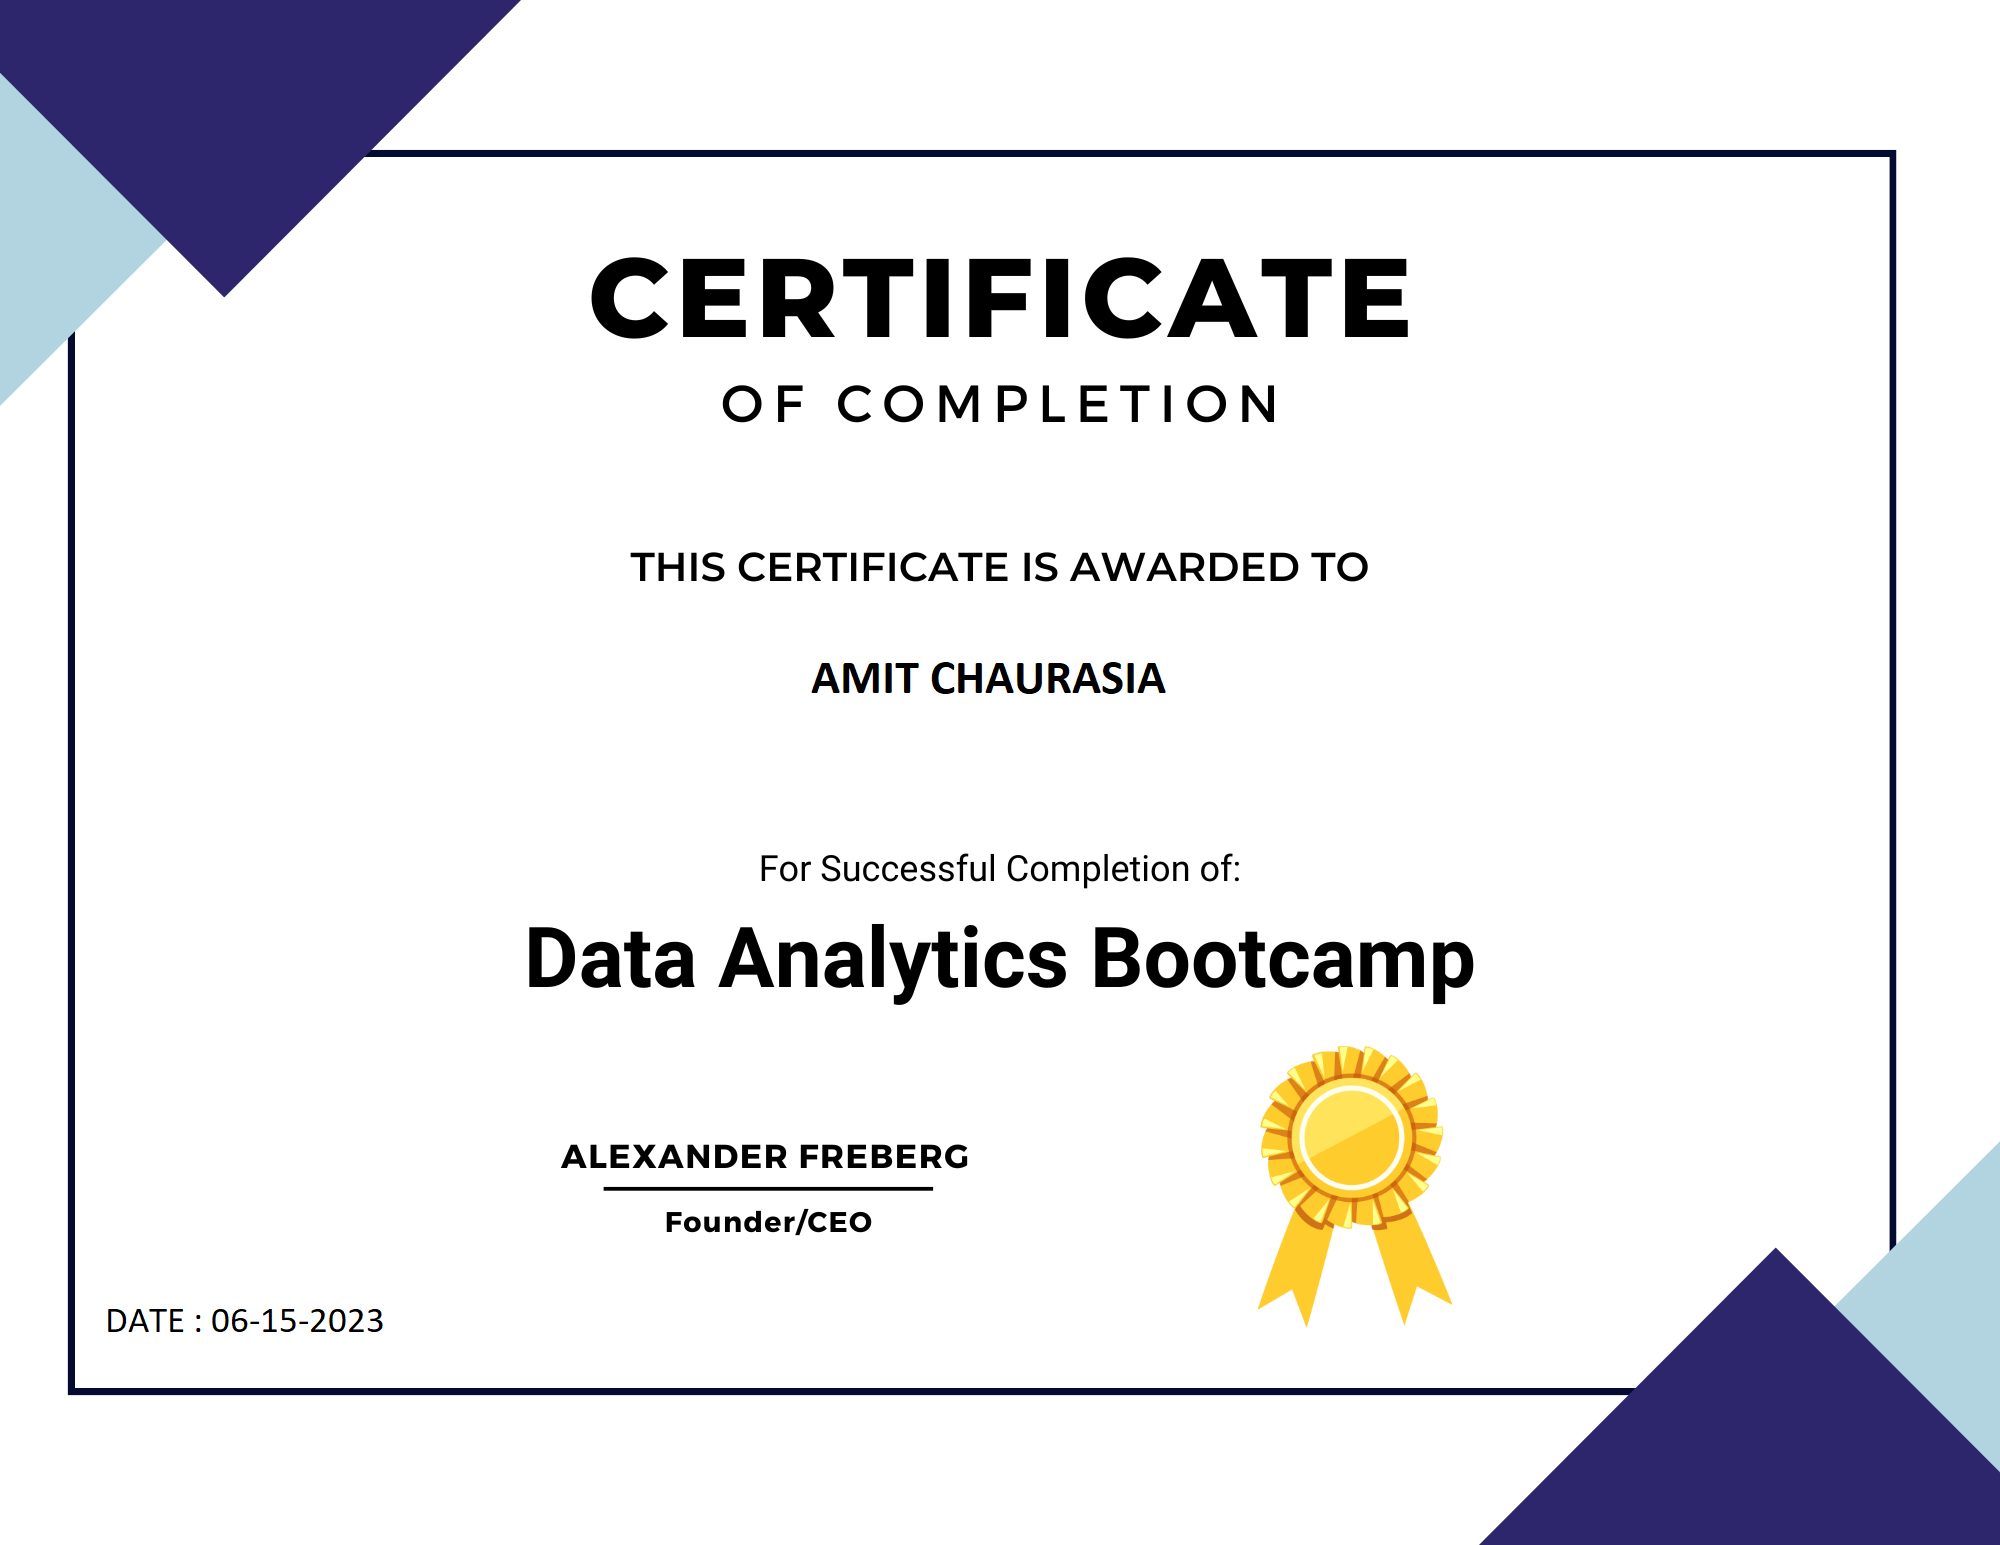 CERTIFICATE
OF COMPLETION
THIS CERTIFICATE IS AWARDED TO
AMIT CHAURASIA
For Successful Completion of:
Data Analytics Bootcamp
ALEXANDER FREBERG
Founder/CEO
DATE : 06-15-2023